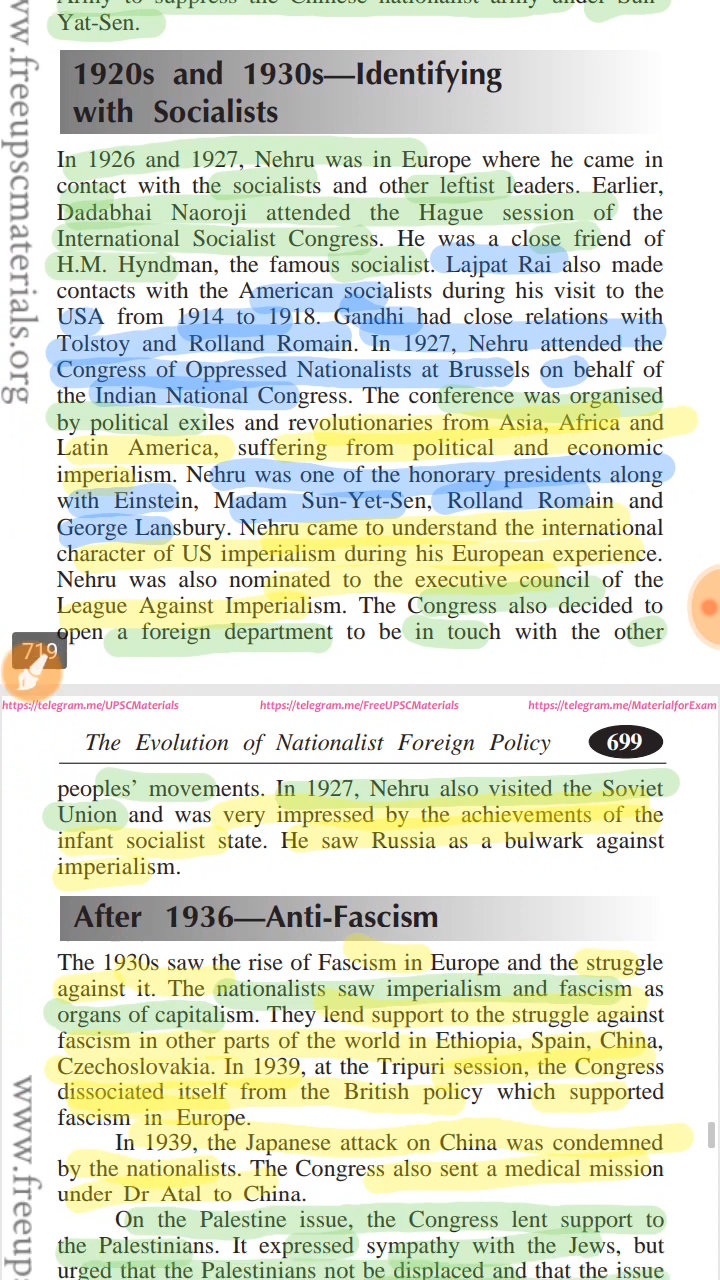 Army to suppress the Chinese nationalist army under Sun
Yat-Sen.
1920s and 1930s—Identifying
with Socialists
In 1926 and 1927, Nehru was in Europe where he came in
contact with the socialists and other leftist leaders. Earlier,
Dadabhai Naoroji attended the Hague session of the
International Socialist Congress. He was a close friend of
H.M. Hyndman, the famous socialist. Lajpat Rai also made
contacts with the American socialists during his visit to the
USA from 1914 to 1918. Gandhi had close relations with
Tolstoy and Rolland Romain. In 1927, Nehru attended the
Congress of Oppressed Nationalists at Brussels on behalf of
the Indian National Congress. The conference was organised
by political exiles and revolutionaries from Asia, Africa and
Latin America, suffering from political and economic
imperialism. Nehru was one of the honorary presidents along
with Einstein, Madam Sun-Yet-Sen, Rolland Romain and
George Lansbury. Nehru came to understand the international
character of US imperialism during his European experience.
Nehru was also nominated to the executive council of the
League Against Imperialism. The Congress also decided to
open a foreign department to be in touch with the other
719
https://telegram.me/UPSCMaterials https://telegram.me/FreeUPSCMaterials https://telegram.me/MaterialforExam
The Evolution of Nationalist Foreign Policy 699
peoples' movements. In 1927, Nehru also visited the Soviet
Union and was very impressed by the achievements of the
infant socialist state. He saw Russia as a bulwark against
imperialism.
After 1936—Anti-Fascism
The 1930s saw the rise of Fascism in Europe and the struggle
against it. The nationalists saw imperialism and fascism as
organs of capitalism. They lend support to the struggle against
fascism in other parts of the world in Ethiopia, Spain, China,
Czechoslovakia. In 1939, at the Tripuri session, the Congress
dissociated itself from the British policy which supported
fascism in Europe.
In 1939, the Japanese attack on China was condemned
by the nationalists. The Congress also sent a medical mission
under Dr Atal to China.
On the Palestine issue, the Congress lent support to
the Palestinians. It expressed sympathy with the Jews, but
urged that the Palestinians not be displaced and that the issue
ww.freeupscmaterials.org
www.freeups